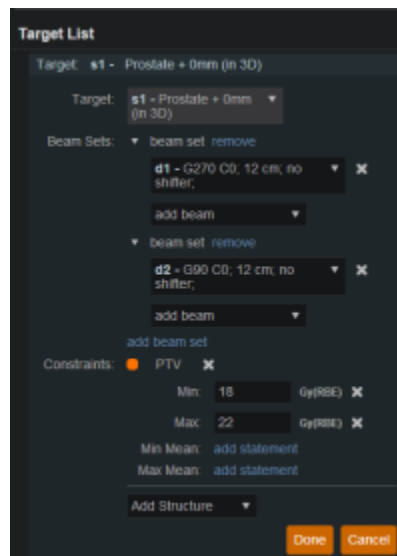 Target List
Target: s1 - Prostate + 0mm (in 3D)
Target: s1 - Prostate + 0mm
(in 3D)
Beam Sets: beam set remove
d1 - G270 C0; 12 cm; no
shifter;
add beam
beam set remove
d2 - G90 C0; 12 cm; no
shifter;
add beam
add beam set
Constraints: PTV
Min: 18 Gy(RBE)
Max: 22 Gy(RBE)
Min Mean: add statement
Max Mean: add statement
Add Structure
Done Cancel